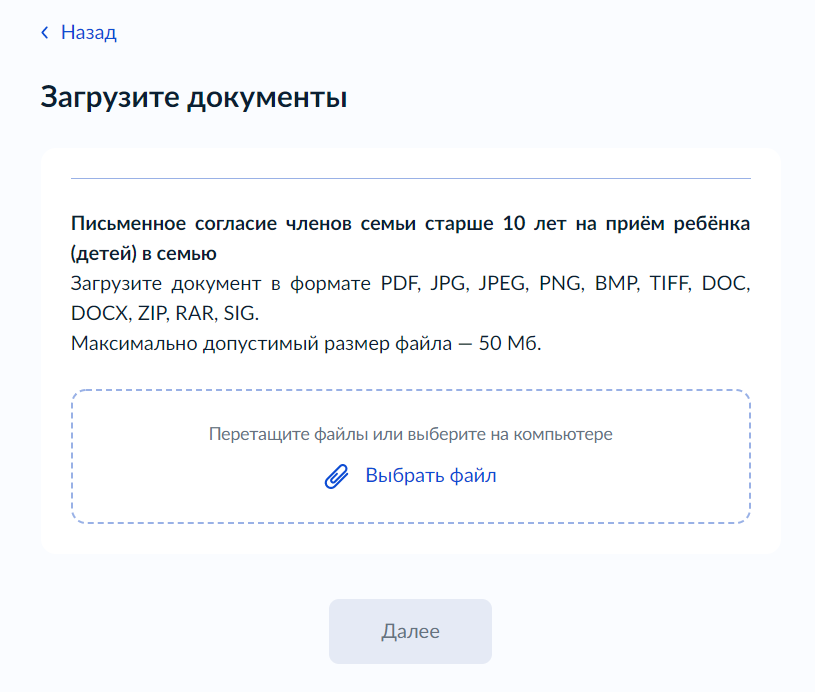 Назад
Загрузите документы
Письменное согласие членов семьи старше 10 лет на приём ребёнка
(детей) в семью
Загрузите документ в формате PDF, JPG, JPEG, PNG, BMP, TIFF, DOC,
DOCX, ZIP, RAR, SIG.
Максимально допустимый размер файла — 50 Мб.
Перетащите файлы или выберите на компьютере
Выбрать файл
Далее